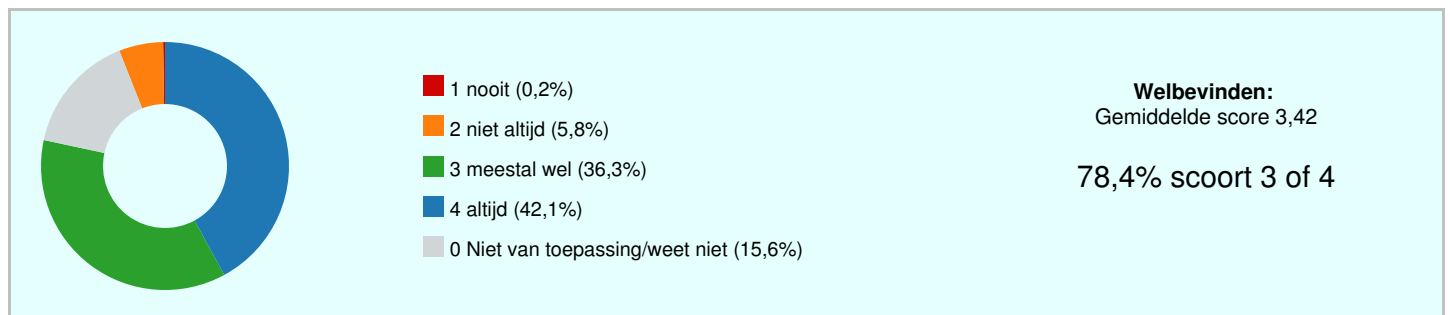 1 nooit (0,2%)
2 niet altijd (5,8%)
3 meestal wel (36,3%)
4 altijd (42,1%)
0 Niet van toepassing/weet niet (15,6%)
Welbevinden:
Gemiddelde score 3,42
78,4% scoort 3 of 4